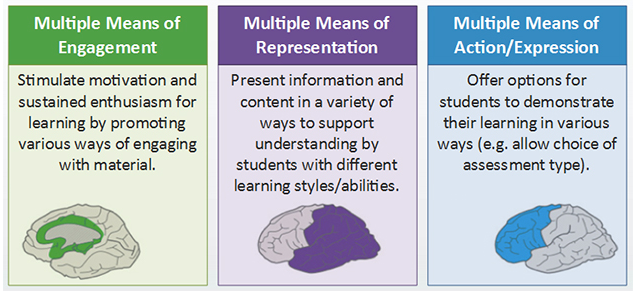 Multiple Means of
Engagement
Stimulate motivation and
sustained enthusiasm for
learning by promoting
various ways of engaging
with material.
Multiple Means of
Representation
Present information and
content in a variety of
ways to support
understanding by
students with different
learning styles/abilities.
Multiple Means of
Action/Expression
Offer options for
students to demonstrate
their learning in various
ways (e.g. allow choice of
assessment type).